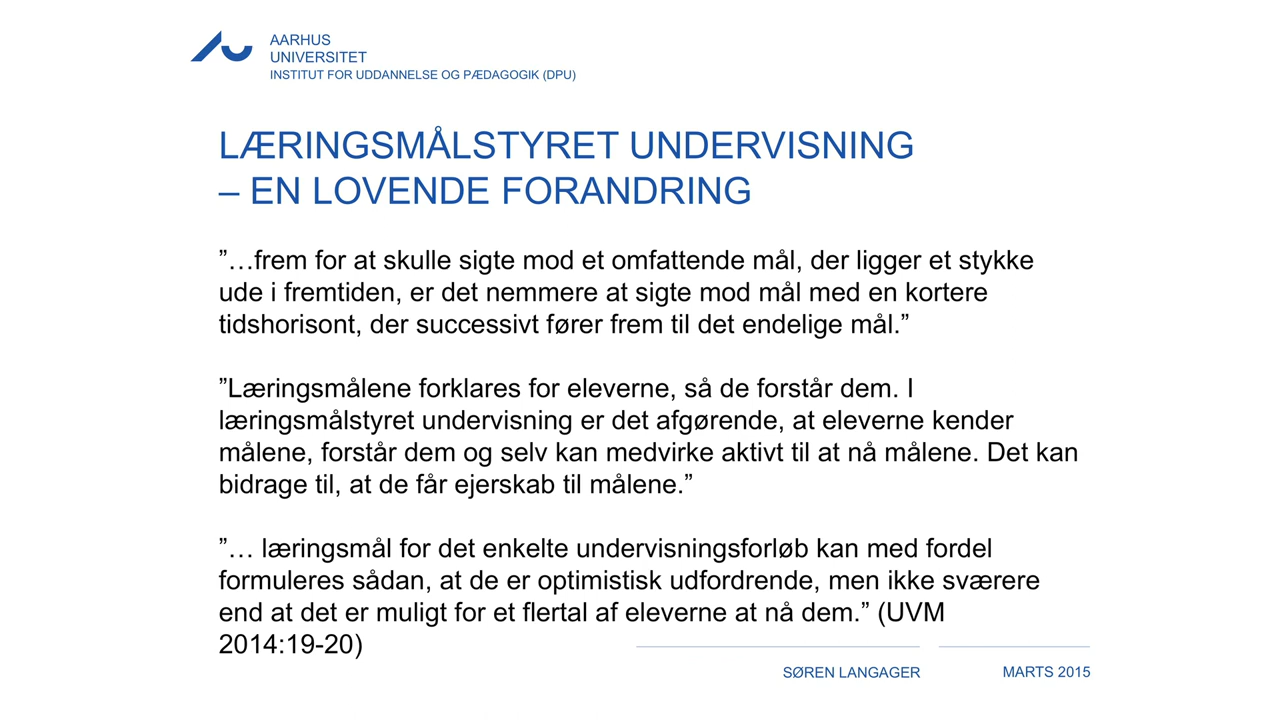 AARHUS
UNIVERSITET
INSTITUT FOR UDDANNELSE OG PÆDAGOGIK (DPU)
LÆRINGSMÅLSTYRET UNDERVISNING
– EN LOVENDE FORANDRING
”…frem for at skulle sigte mod et omfattende mål, der ligger et stykke
ude i fremtiden, er det nemmere at sigte mod mål med en kortere
tidshorisont, der successivt fører frem til det endelige mål.”
”Læringsmålene forklares for eleverne, så de forstår dem. I
læringsmålstyret undervisning er det afgørende, at eleverne kender
målene, forstår dem og selv kan medvirke aktivt til at nå målene. Det kan
bidrage til, at de får ejerskab til målene.”
”… læringsmål for det enkelte undervisningsforløb kan med fordel
formuleres sådan, at de er optimistisk udfordrende, men ikke sværere
end at det er muligt for et flertal af eleverne at nå dem.” (UVM
2014:19-20)
SØREN LANGAGER
MARTS 2015